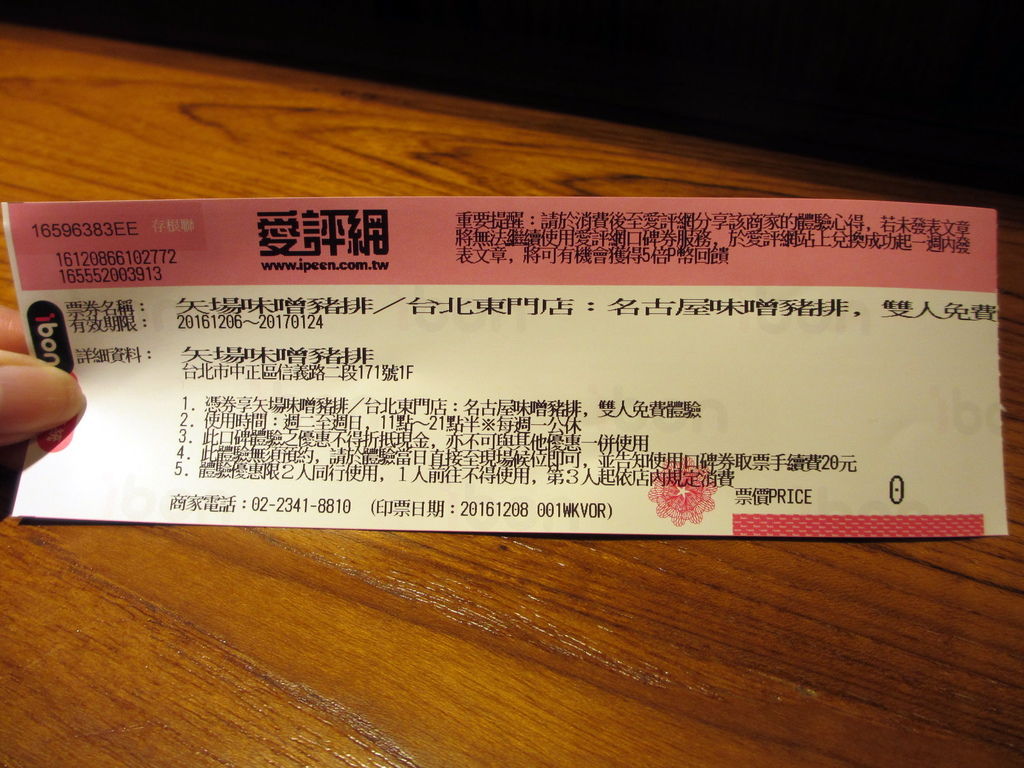 16596383EE 存根聯
16120866102772
165552003913
愛評網
www.ipeen.com.tw
重要提醒：請於消費後至愛評網分享該商家的體驗心得，若未發表文章
將無法繼續使用愛評網口碑券服務，於愛評網站上兌換成功起一週內發
表文章，將可有機會獲得5倍P幣回饋
ibon
票券名稱： 矢場味噌豬排／台北東門店：名古屋味噌豬排，雙人免費
有效期限： 20161206～20170124
詳細資料： 矢場味噌豬排
台北市中正區信義路二段171號1F
1. 憑券享矢場味噌豬排／台北東門店：名古屋味噌豬排，雙人免費體驗
2. 使用時間：週二至週日，11點～21點半※每週一公休
3. 此口碑體驗之優惠不得折抵現金，亦不可與其他優惠一併使用
4. 此體驗無須預約，請於體驗當日直接至現場候位即可，並告知使用口碑券取票手續費20元
5. 體驗優惠限２人同行使用，１人前往不得使用，第３人起依店內規定消費
商家電話：02-2341-8810 (印票日期：20161208 001WKVOR)
票價PRICE 0